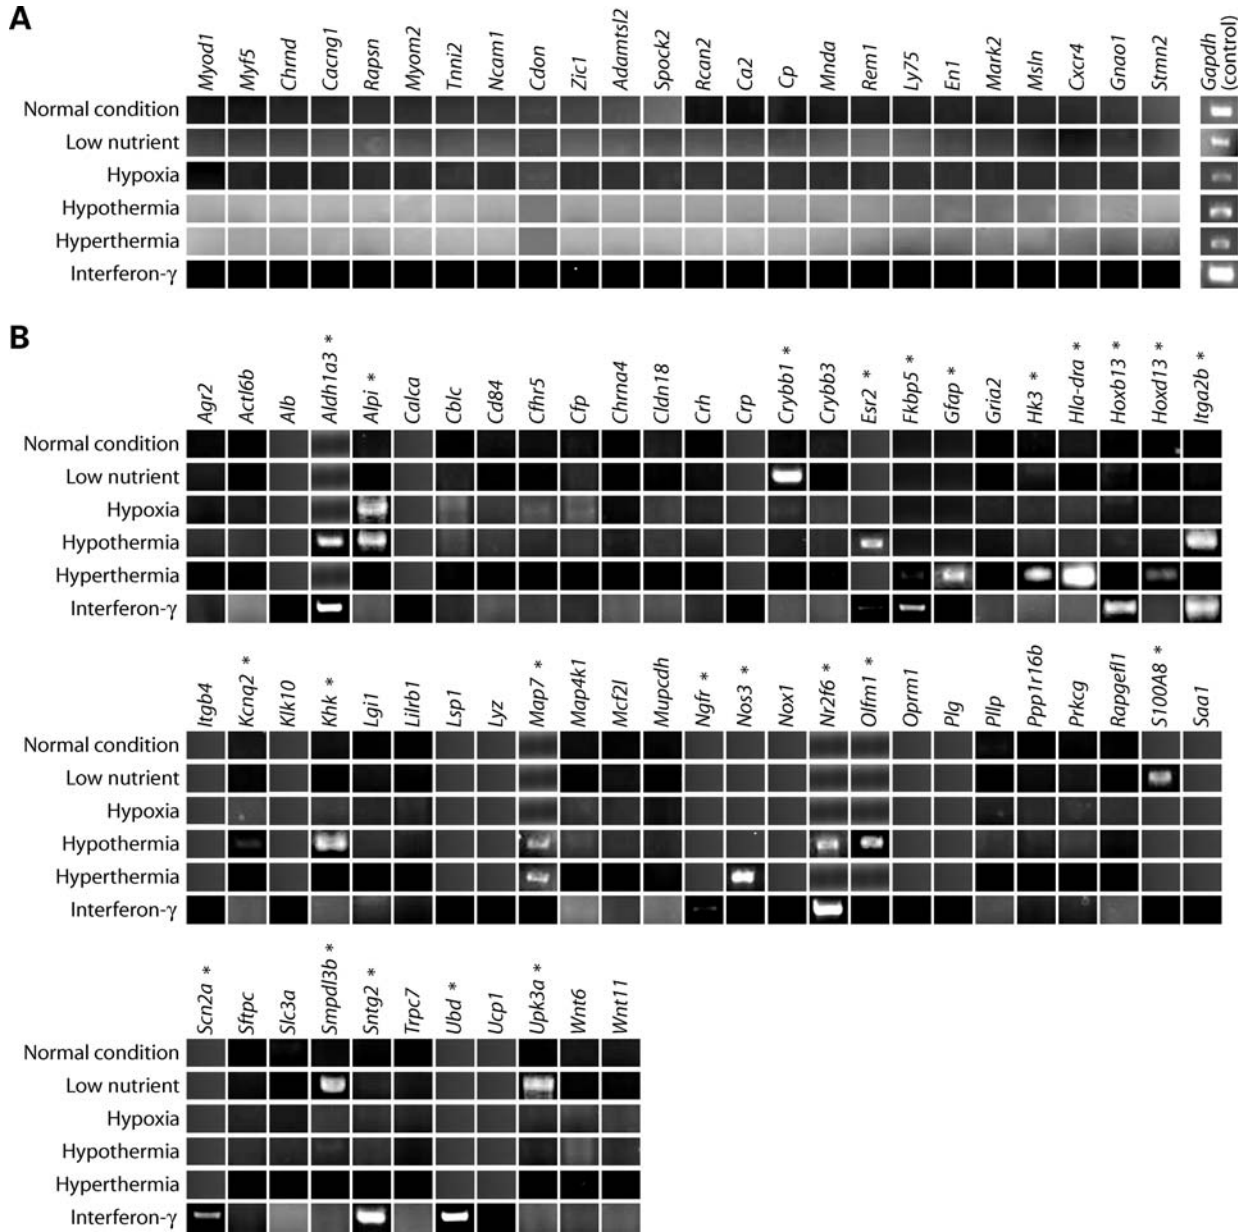 A
Myod1 Myf5 Chrnd Cacng1 Rapsn Myom2 Tnni2 Ncam1 Cdon Zic1 Adamtsl2 Spock2 Rcan2 Ca2 Cp Mnda Rem1 Ly75 En1 Mark2 Msln Cxcr4 Gnao1 Stmn2 Gapdh (control)
Normal condition
Low nutrient
Hypoxia
Hypothermia
Hyperthermia
Interferon-γ
B
Agr2 Actl6b Alb Aldh1a3 * Alpi * Calca Cblc Cd84 Cfhr5 Cfp Chrna4 Cldn18 Crh Crp Crybb1 * Crybb3 Esr2 * Fkbp5 * Gfap * Gria2 Hk3 * Hla-dra * Hoxb13 * Hoxd13 * Itga2b *
Normal condition
Low nutrient
Hypoxia
Hypothermia
Hyperthermia
Interferon-γ
Itgb4 Kcnq2 * Klk10 Khk * Lgi1 Lilrb1 Lsp1 Lyz Map7 * Map4k1 Mcf2l Mupcdh Ngfr * Nos3 * Nox1 Nr2f6 * Olfm1 * Oprm1 Plg Pllp Ppp1r16b Prkcg Rapgefl1 S100A8 * Saa1
Normal condition
Low nutrient
Hypoxia
Hypothermia
Hyperthermia
Interferon-γ
Scn2a * Sftpc Slc3a Smpdl3b * Sntg2 * Trpc7 Ubd * Ucp1 Upk3a * Wnt6 Wnt11
Normal condition
Low nutrient
Hypoxia
Hypothermia
Hyperthermia
Interferon-γ